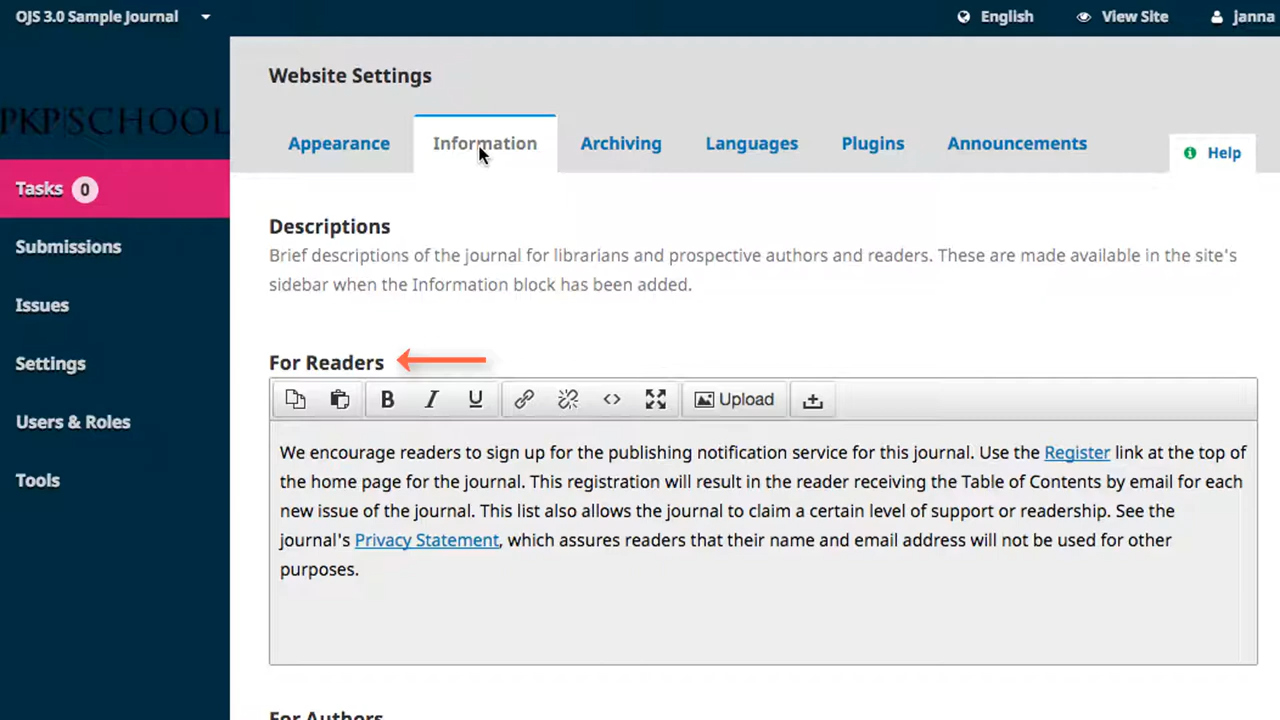 OJS 3.0 Sample Journal
English
View Site
Janna
PKP|SCHOOL
Tasks 0
Submissions
Issues
Settings
Users & Roles
Tools
Website Settings
Appearance
Information
Archiving
Languages
Plugins
Announcements
Help
Descriptions
Brief descriptions of the journal for librarians and prospective authors and readers. These are made available in the site's
sidebar when the Information block has been added.
For Readers
B I U Upload
We encourage readers to sign up for the publishing notification service for this journal. Use the Register link at the top of
the home page for the journal. This registration will result in the reader receiving the Table of Contents by email for each
new issue of the journal. This list also allows the journal to claim a certain level of support or readership. See the
journal's Privacy Statement, which assures readers that their name and email address will not be used for other
purposes.
For Authors